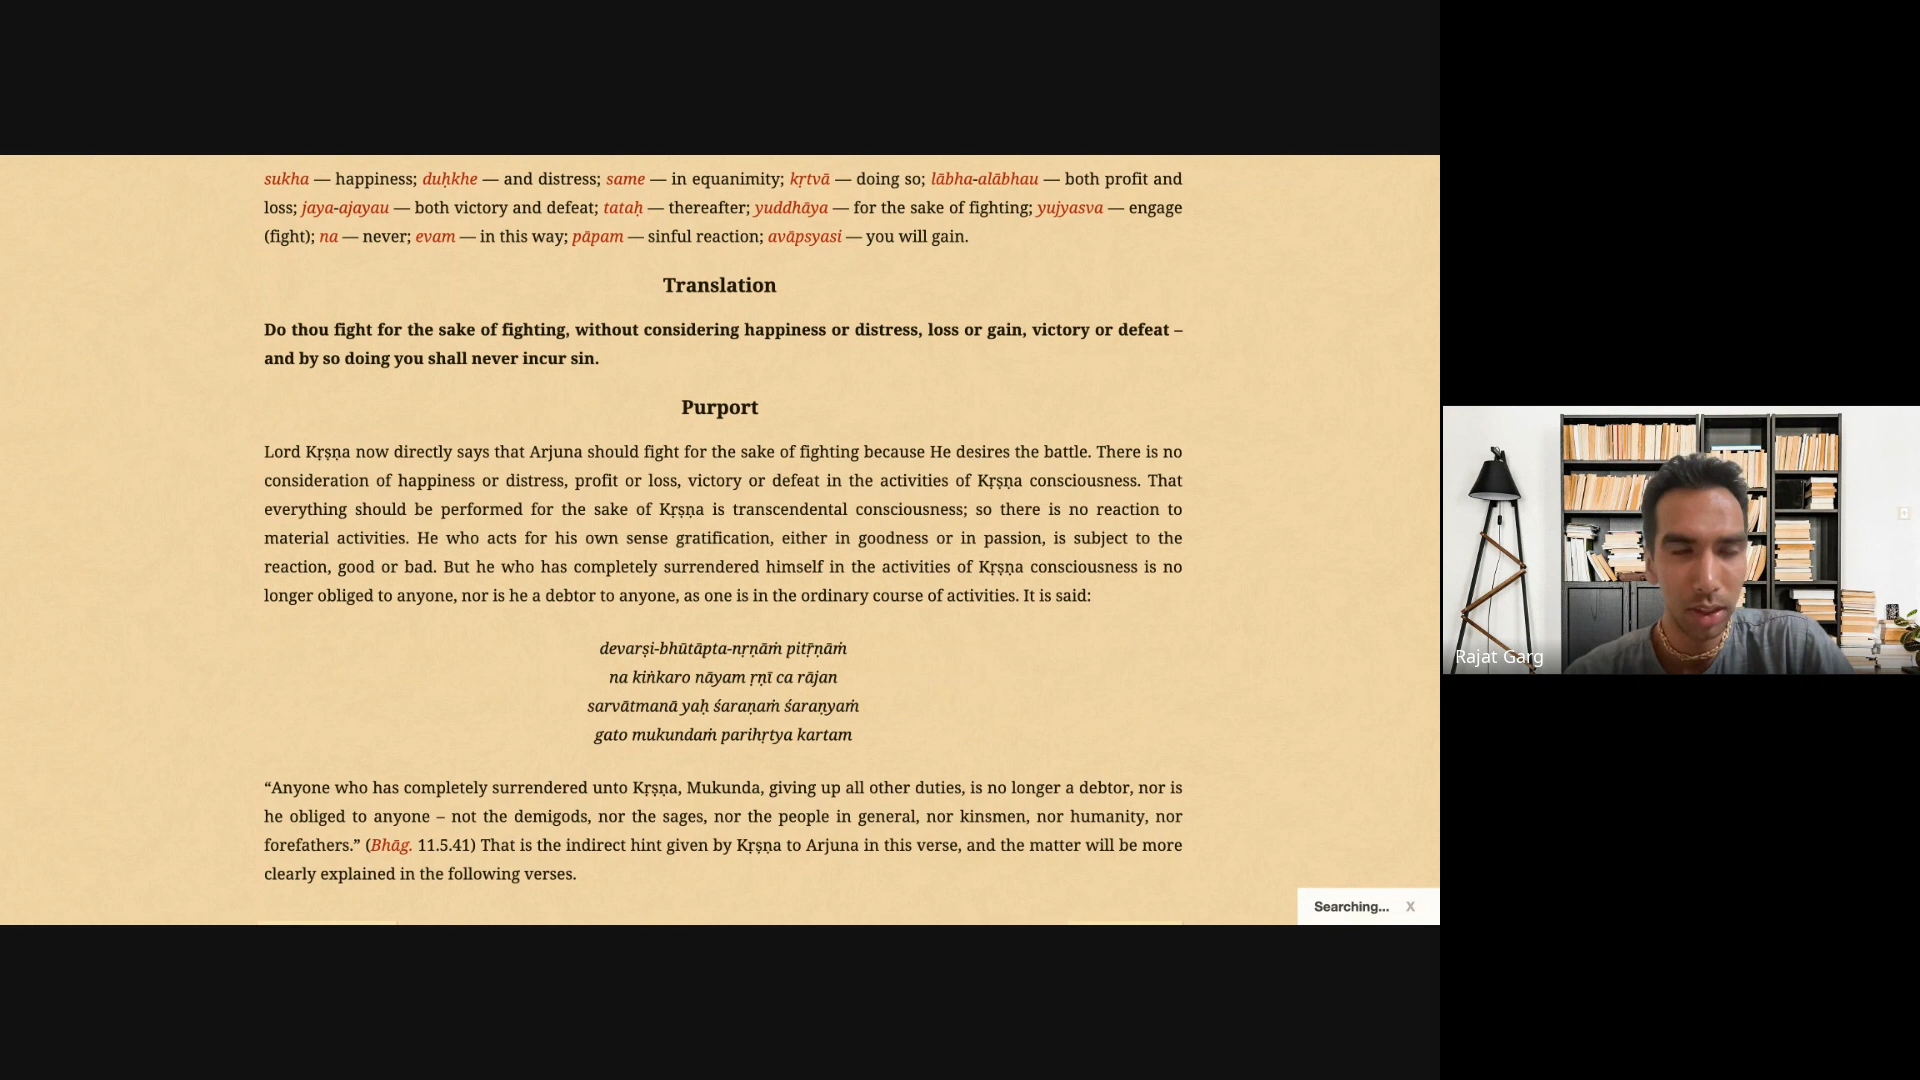 sukha — happiness; duḥkhe — and distress; same — in equanimity; kṛtvā — doing so; lābha-alābhau — both profit and
loss; jaya-ajayau — both victory and defeat; tataḥ — thereafter; yuddhāya — for the sake of fighting; yujyasva — engage
(fight); na — never; evam — in this way; pāpam — sinful reaction; avāpsyasi — you will gain.
Translation
Do thou fight for the sake of fighting, without considering happiness or distress, loss or gain, victory or defeat –
and by so doing you shall never incur sin.
Purport
Lord Kṛṣṇa now directly says that Arjuna should fight for the sake of fighting because He desires the battle. There is no
consideration of happiness or distress, profit or loss, victory or defeat in the activities of Kṛṣṇa consciousness. That
everything should be performed for the sake of Kṛṣṇa is transcendental consciousness; so there is no reaction to
material activities. He who acts for his own sense gratification, either in goodness or in passion, is subject to the
reaction, good or bad. But he who has completely surrendered himself in the activities of Kṛṣṇa consciousness is no
longer obliged to anyone, nor is he a debtor to anyone, as one is in the ordinary course of activities. It is said:
devarṣi-bhūtāpta-nṛṇāṁ pitṝṇāṁ
na kiṅkaro nāyam ṛṇī ca rājan
sarvātmanā yaḥ śaraṇaṁ śaraṇyaṁ
gato mukundaṁ parihṛtya kartam
“Anyone who has completely surrendered unto Kṛṣṇa, Mukunda, giving up all other duties, is no longer a debtor, nor is
he obliged to anyone – not the demigods, nor the sages, nor the people in general, nor kinsmen, nor humanity, nor
forefathers.” (Bhāg. 11.5.41) That is the indirect hint given by Kṛṣṇa to Arjuna in this verse, and the matter will be more
clearly explained in the following verses.
Searching... X
Rajat Garg